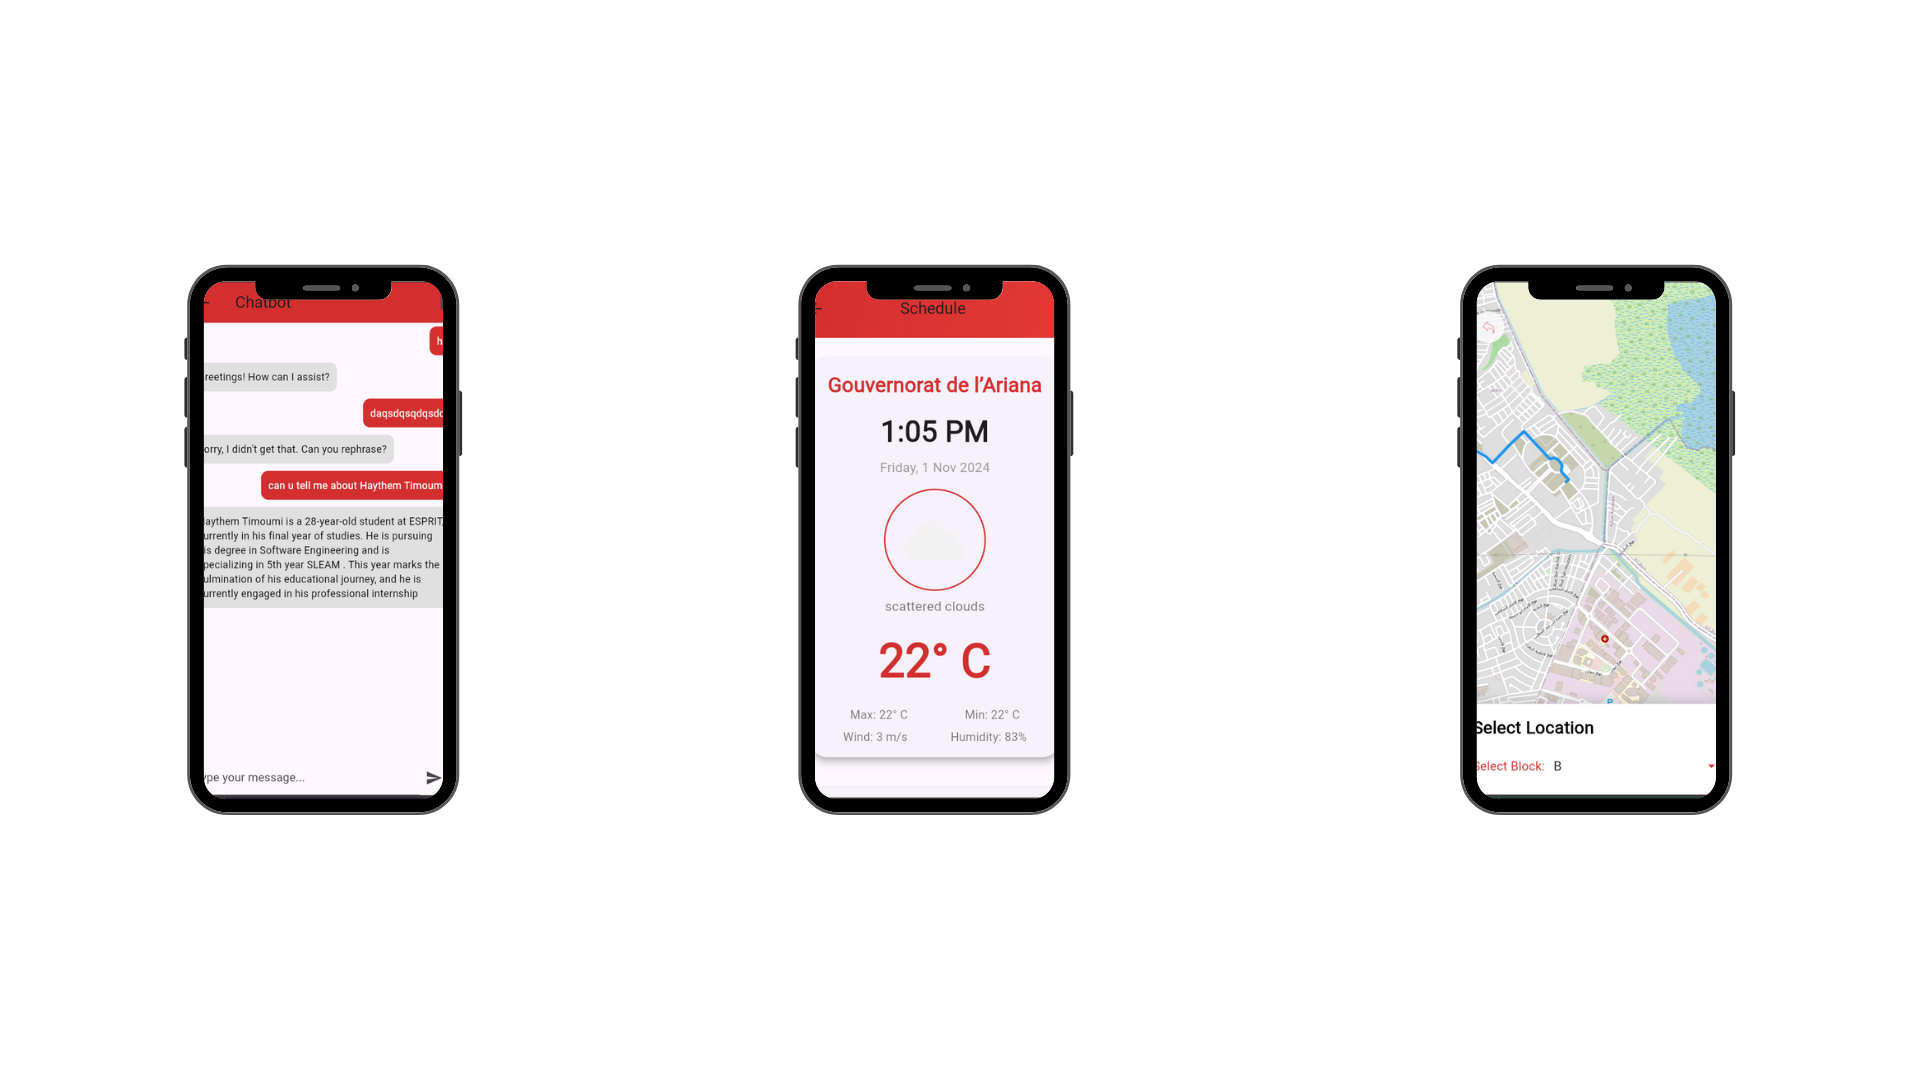 Chatbot
h
reetings! How can I assist?
daqsdqsqdqsdc
orry, I didn't get that. Can you rephrase?
can u tell me about Haythem Timoum
aythem Timoumi is a 28-year-old student at ESPRIT,
urrently in his final year of studies. He is pursuing
is degree in Software Engineering and is
pecializing in 5th year SLEAM . This year marks the
ulmination of his educational journey, and he is
urrently engaged in his professional internship
ype your message...
Schedule
Gouvernorat de l’Ariana
1:05 PM
Friday, 1 Nov 2024
scattered clouds
22° C
Max: 22° C
Min: 22° C
Wind: 3 m/s
Humidity: 83%
P
Select Location
Select Block: B